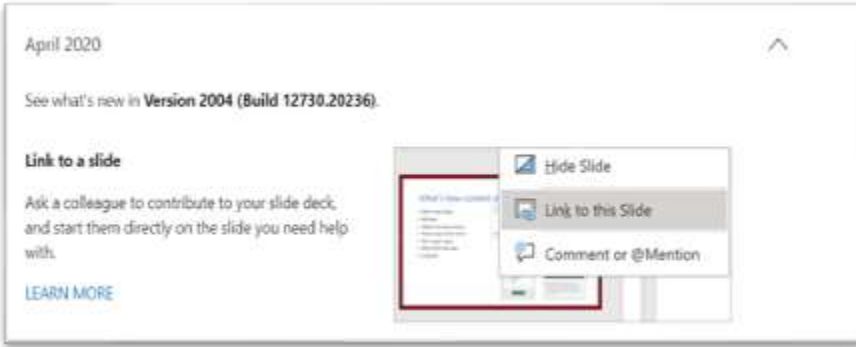 April 2020
See what's new in Version 2004 (Build 12730.20236).
Link to a slide
Ask a colleague to contribute to your slide deck,
and start them directly on the slide you need help
with.
LEARN MORE
Hide Slide
Link to this Slide
Comment or @Mention